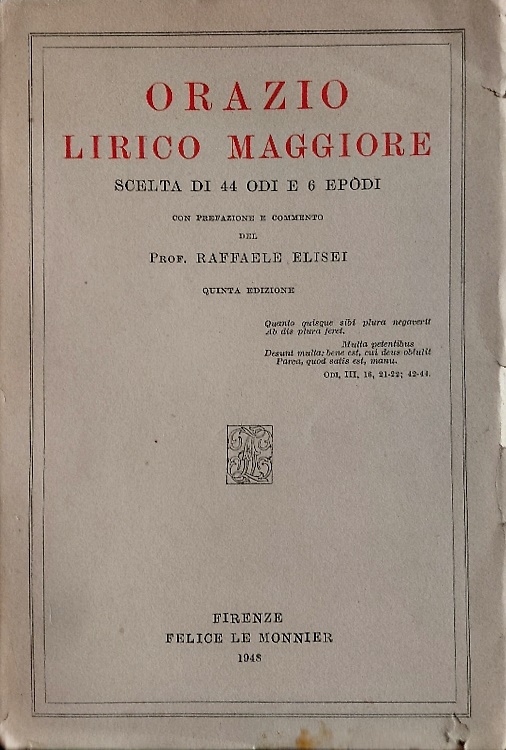 ORAZIO
LIRICO MAGGIORE
SCELTA DI 44 ODI E 6 EPÒDI
CON PREFAZIONE E COMMENTO
DEL
PROF. RAFFAELE ELISEI
QUINTA EDIZIONE
Quanto quisque sibi plura negaverit
Ab dis plura feret.
Multa petentibus
Desunt multa: bene est, cui deus obtulit
Parca, quod satis est, manu.
ODI, III, 16, 21-22; 42-44.
FIRENZE
FELICE LE MONNIER
1948